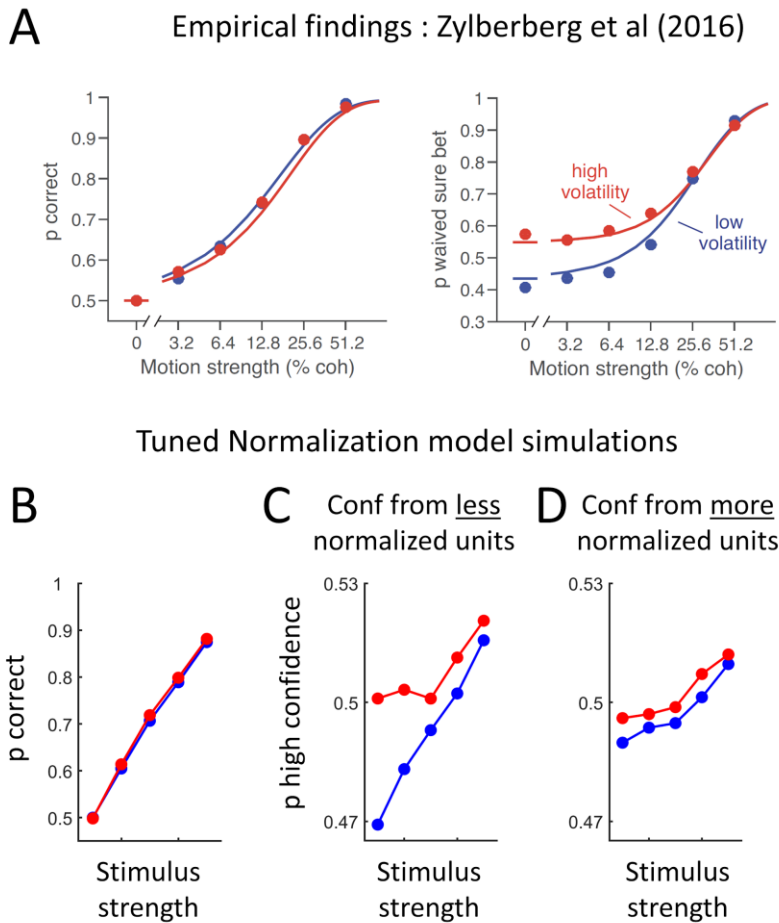 A
Empirical findings : Zylberberg et al (2016)
p correct
1
0.9
0.8
0.7
0.6
0.5
0
3.2
6.4
12.8
25.6
51.2
Motion strength (% coh)
p waived sure bet
1
0.9
0.8
0.7
0.6
0.5
0.4
0.3
high
volatility
low
volatility
0
3.2
6.4
12.8
25.6
51.2
Motion strength (% coh)
Tuned Normalization model simulations
B
p correct
1
0.9
0.8
0.7
0.6
0.5
Stimulus
strength
C
Conf from less
normalized units
p high confidence
0.53
0.5
0.47
Stimulus
strength
D
Conf from more
normalized units
0.53
0.5
0.47
Stimulus
strength